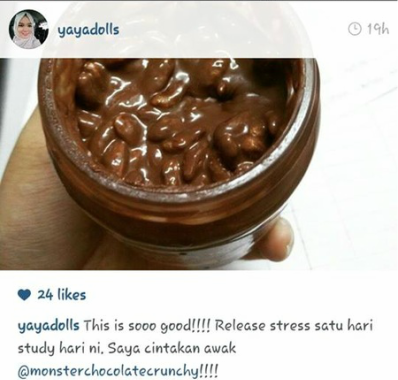 yayadolls
19h
24 likes
yayadolls This is sooo good!!!! Release stress satu hari
study hari ni, Saya cintakan awak
@monsterchocolatecrunchy!!!!